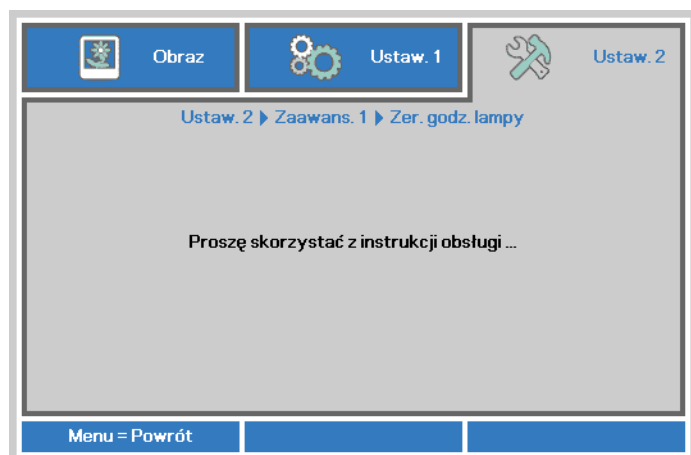 Obraz
Ustaw. 1
Ustaw. 2
Ustaw. 2 Zaawans. 1 Zer. godz. lampy
Proszę skorzystać z instrukcji obsługi ...
Menu = Powrót